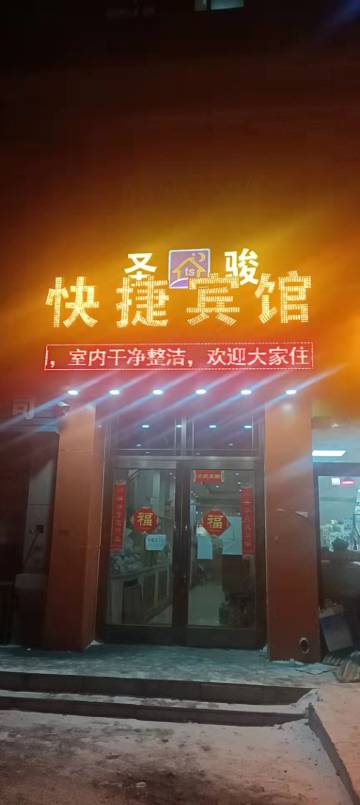 圣 ts 骏
快捷宾馆
，室内干净整洁，欢迎大家住
司
福 福